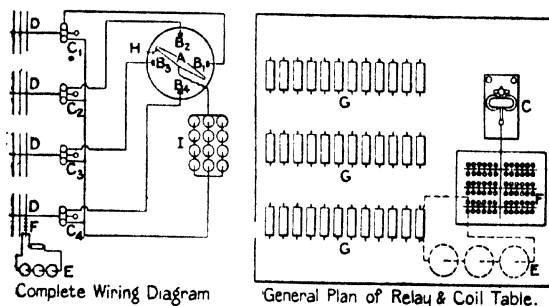 D
C1
D
C2
D
C3
D
F
C4
E
H
B2
A
B1
B3
B4
I
Complete Wiring Diagram
G
G
G
C
F
E
General Plan of Relay & Coil Table.